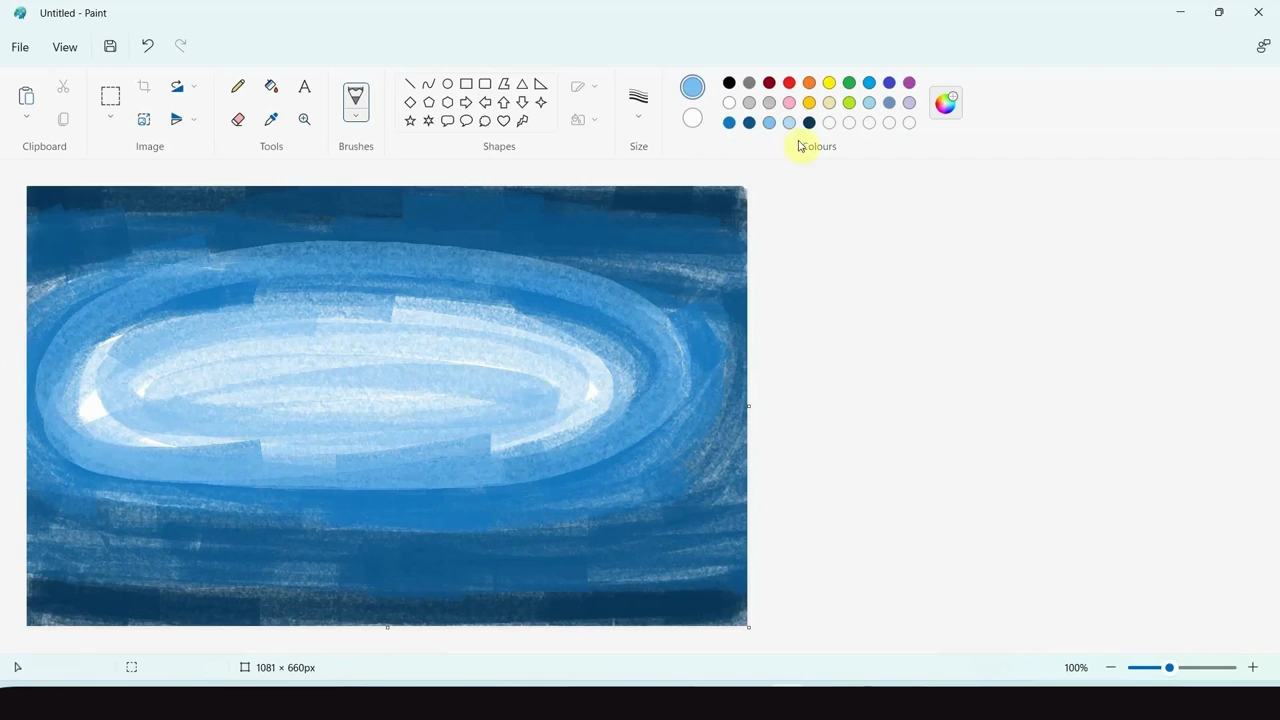 Untitled - Paint
File View
Clipboard Image Tools Brushes Shapes Size Colours
1081 × 660px 100%